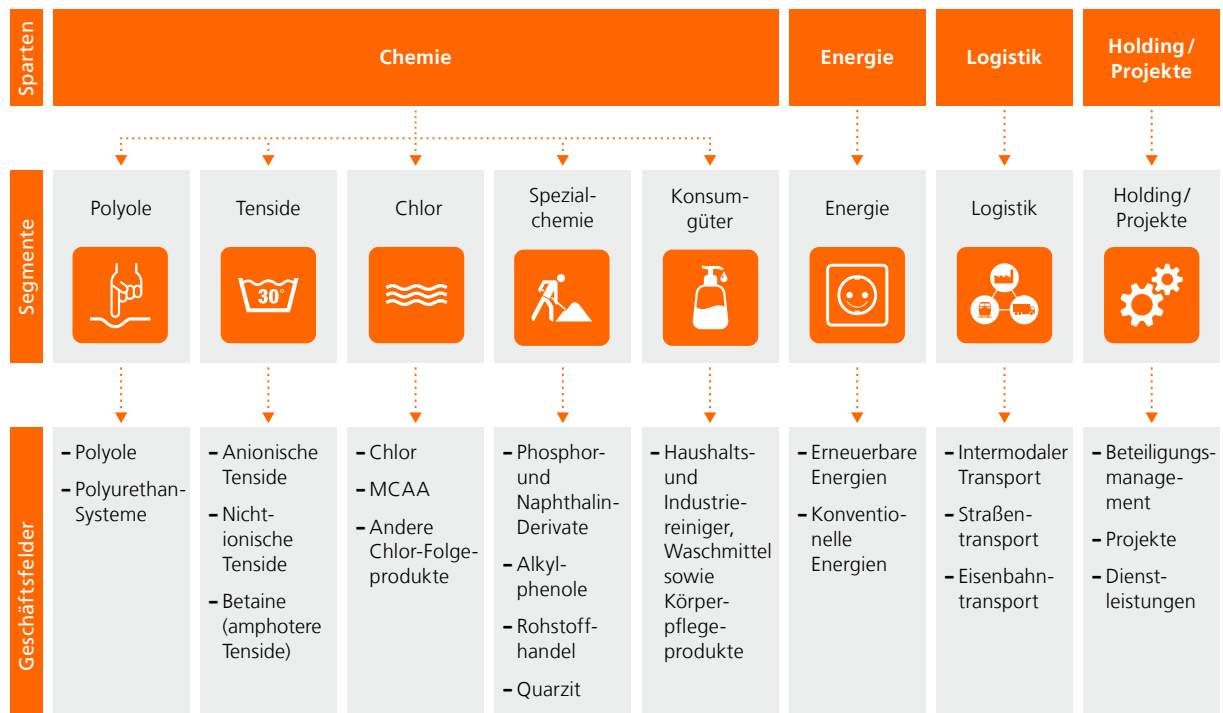 Sparten
Chemie
Energie
Logistik
Holding/
Projekte
Segmente
Polyole
Tenside
30°
Chlor
Spezial-
chemie
Konsum-
güter
Energie
Logistik
Holding/
Projekte
Geschäftsfelder
– Polyole
– Polyurethan-
Systeme
– Anionische
Tenside
– Nicht-
ionische
Tenside
– Betaine
(amphotere
Tenside)
– Chlor
– MCAA
– Andere
Chlor-Folge-
produkte
– Phosphor-
und
Naphthalin-
Derivate
– Alkyl-
phenole
– Rohstoff-
handel
– Quarzit
– Haushalts-
und
Industrie-
reiniger,
Waschmittel
sowie
Körper-
pflege-
produkte
– Erneuerbare
Energien
– Konventio-
nelle
Energien
– Intermodaler
Transport
– Straßen-
transport
– Eisenbahn-
transport
– Beteiligungs-
manage-
ment
– Projekte
– Dienst-
leistungen